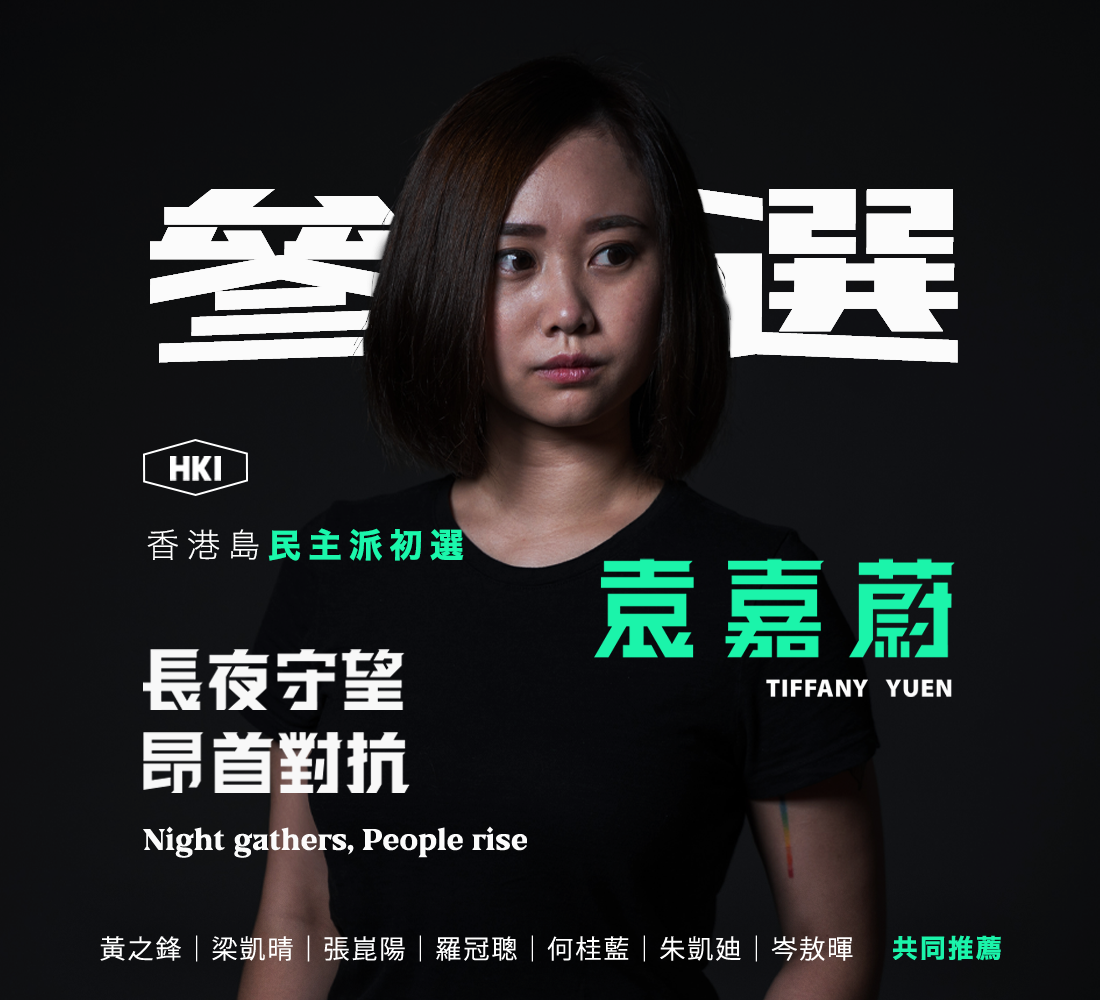 參選
HKI
香港島民主派初選
袁嘉蔚
TIFFANY YUEN
長夜守望
昂首對抗
Night gathers, People rise
黃之鋒｜梁凱晴｜張崑陽｜羅冠聰｜何桂藍｜朱凱廸｜岑敖暉 共同推薦